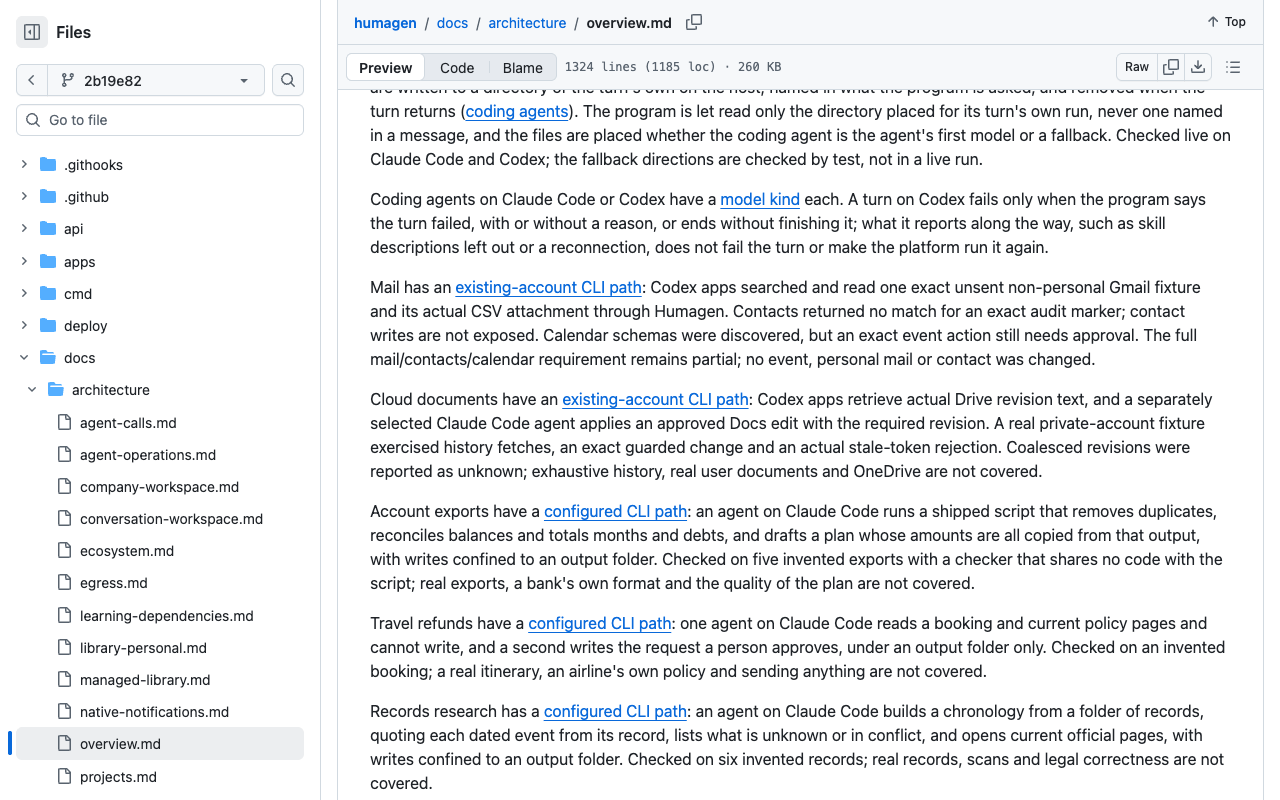 Files
humagen / docs / architecture / overview.md
Top
2b19e82
Preview Code Blame 1324 lines (1185 loc) · 260 KB Raw
Go to file
.githooks
.github
api
apps
cmd
deploy
docs
architecture
agent-calls.md
agent-operations.md
company-workspace.md
conversation-workspace.md
ecosystem.md
egress.md
learning-dependencies.md
library-personal.md
managed-library.md
native-notifications.md
overview.md
projects.md
are written to a directory of the turn's own on the host, named in what the program is asked, and removed when the
turn returns (coding agents). The program is let read only the directory placed for its turn's own run, never one named
in a message, and the files are placed whether the coding agent is the agent's first model or a fallback. Checked live on
Claude Code and Codex; the fallback directions are checked by test, not in a live run.
Coding agents on Claude Code or Codex have a model kind each. A turn on Codex fails only when the program says
the turn failed, with or without a reason, or ends without finishing it; what it reports along the way, such as skill
descriptions left out or a reconnection, does not fail the turn or make the platform run it again.
Mail has an existing-account CLI path: Codex apps searched and read one exact unsent non-personal Gmail fixture
and its actual CSV attachment through Humagen. Contacts returned no match for an exact audit marker; contact
writes are not exposed. Calendar schemas were discovered, but an exact event action still needs approval. The full
mail/contacts/calendar requirement remains partial; no event, personal mail or contact was changed.
Cloud documents have an existing-account CLI path: Codex apps retrieve actual Drive revision text, and a separately
selected Claude Code agent applies an approved Docs edit with the required revision. A real private-account fixture
exercised history fetches, an exact guarded change and an actual stale-token rejection. Coalesced revisions were
reported as unknown; exhaustive history, real user documents and OneDrive are not covered.
Account exports have a configured CLI path: an agent on Claude Code runs a shipped script that removes duplicates,
reconciles balances and totals months and debts, and drafts a plan whose amounts are all copied from that output,
with writes confined to an output folder. Checked on five invented exports with a checker that shares no code with the
script; real exports, a bank's own format and the quality of the plan are not covered.
Travel refunds have a configured CLI path: one agent on Claude Code reads a booking and current policy pages and
cannot write, and a second writes the request a person approves, under an output folder only. Checked on an invented
booking; a real itinerary, an airline's own policy and sending anything are not covered.
Records research has a configured CLI path: an agent on Claude Code builds a chronology from a folder of records,
quoting each dated event from its record, lists what is unknown or in conflict, and opens current official pages, with
writes confined to an output folder. Checked on six invented records; real records, scans and legal correctness are not
covered.